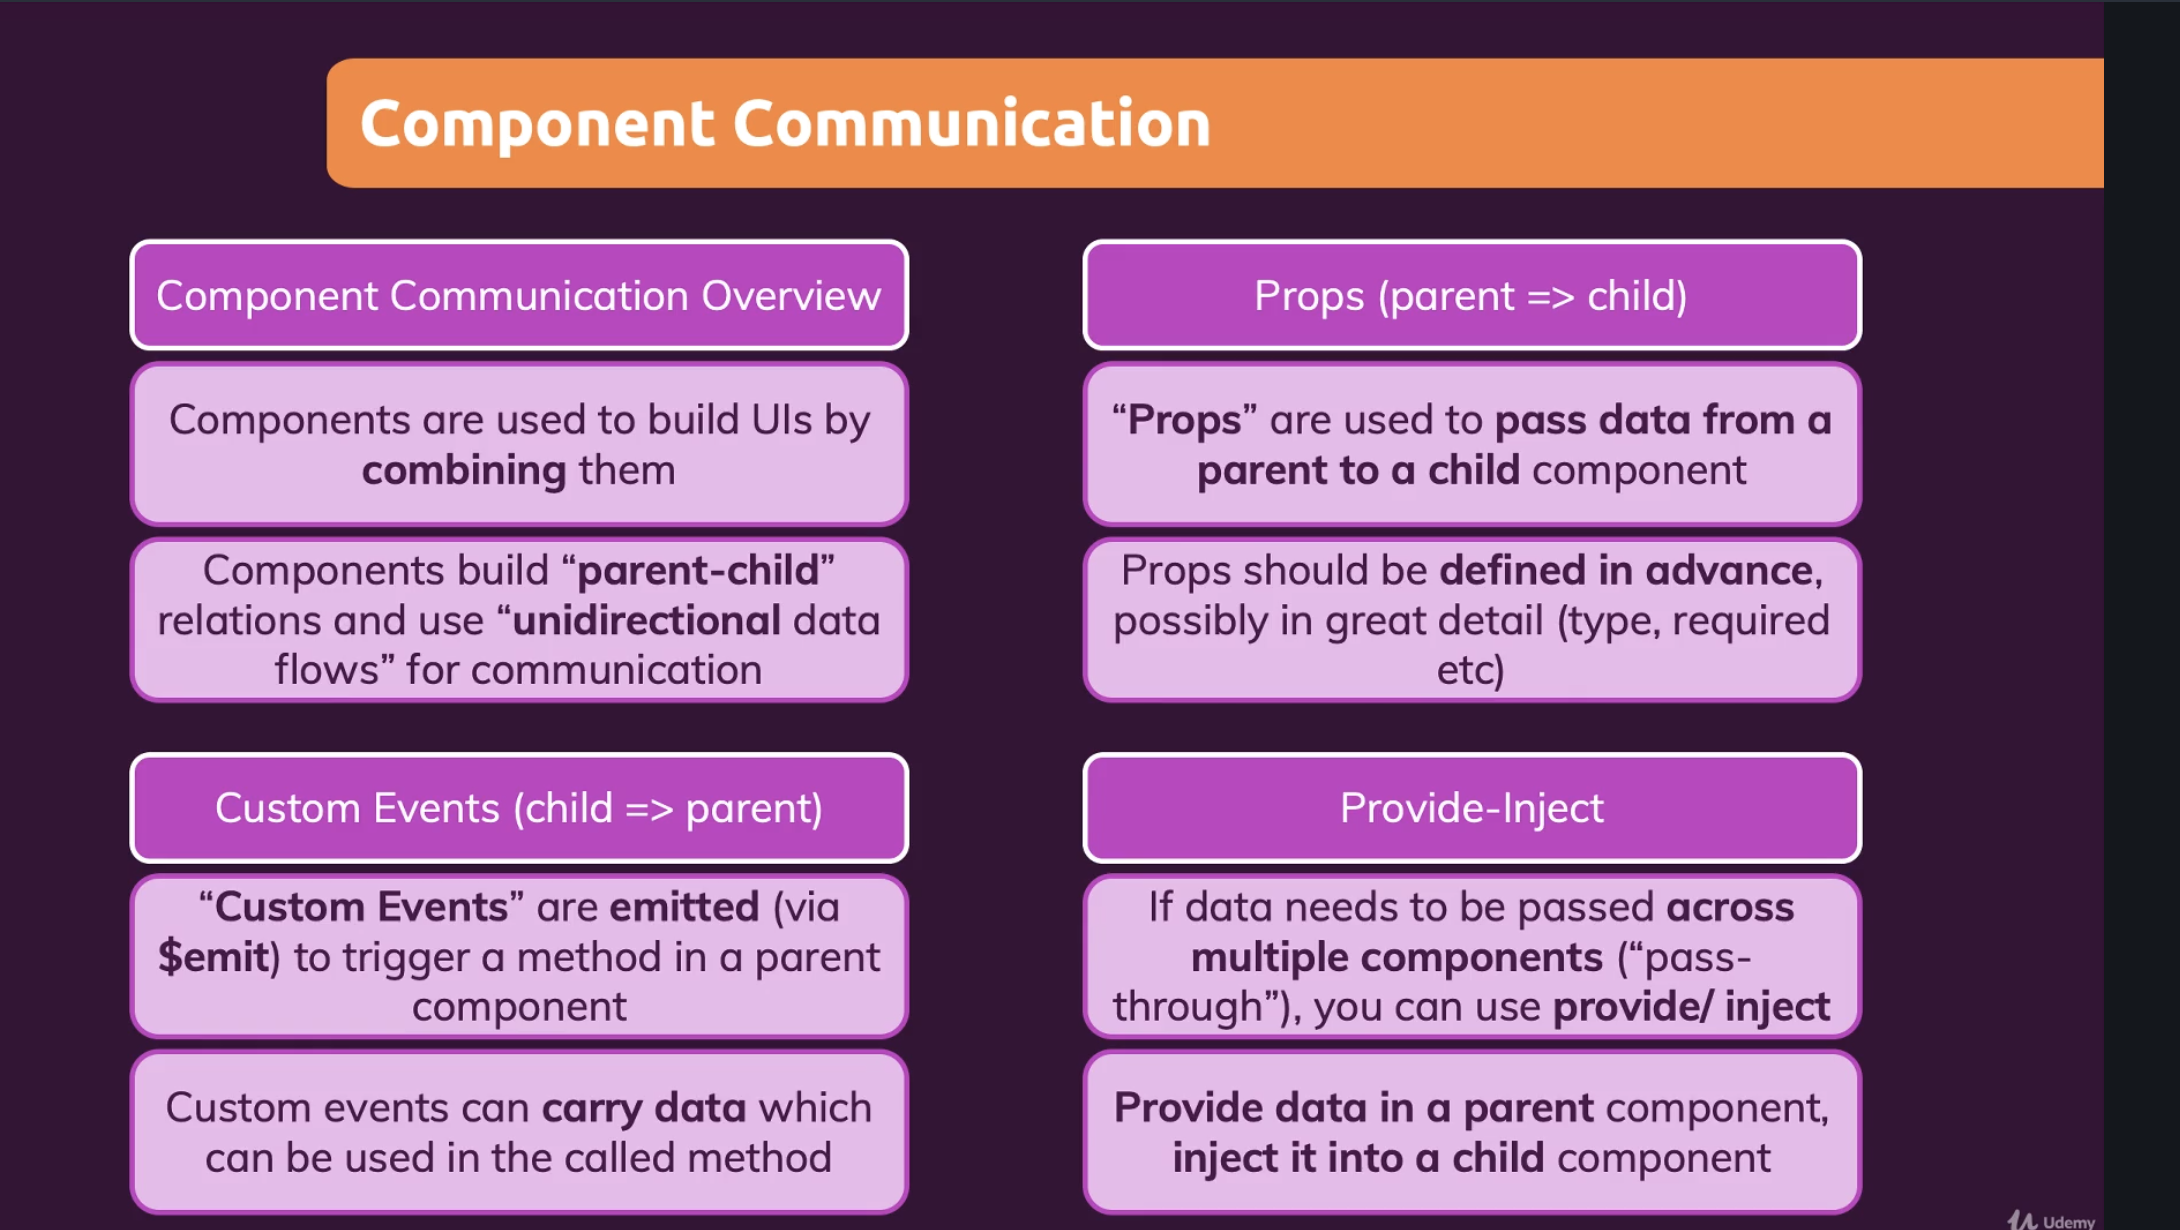 Component Communication
Component Communication Overview
Components are used to build UIs by
combining them
Components build “parent-child”
relations and use “unidirectional data
flows” for communication
Props (parent => child)
“Props” are used to pass data from a
parent to a child component
Props should be defined in advance,
possibly in great detail (type, required
etc)
Custom Events (child => parent)
“Custom Events” are emitted (via
$emit) to trigger a method in a parent
component
Custom events can carry data which
can be used in the called method
Provide-Inject
If data needs to be passed across
multiple components (“pass-
through”), you can use provide/ inject
Provide data in a parent component,
inject it into a child component
Udemy